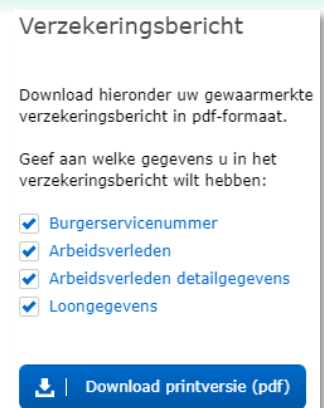 Verzekeringsbericht
Download hieronder uw gewaarmerkte
verzekeringsbericht in pdf-formaat.
Geef aan welke gegevens u in het
verzekeringsbericht wilt hebben:
Burgerservicenummer
Arbeidsverleden
Arbeidsverleden detailgegevens
Loongegevens
Download printversie (pdf)